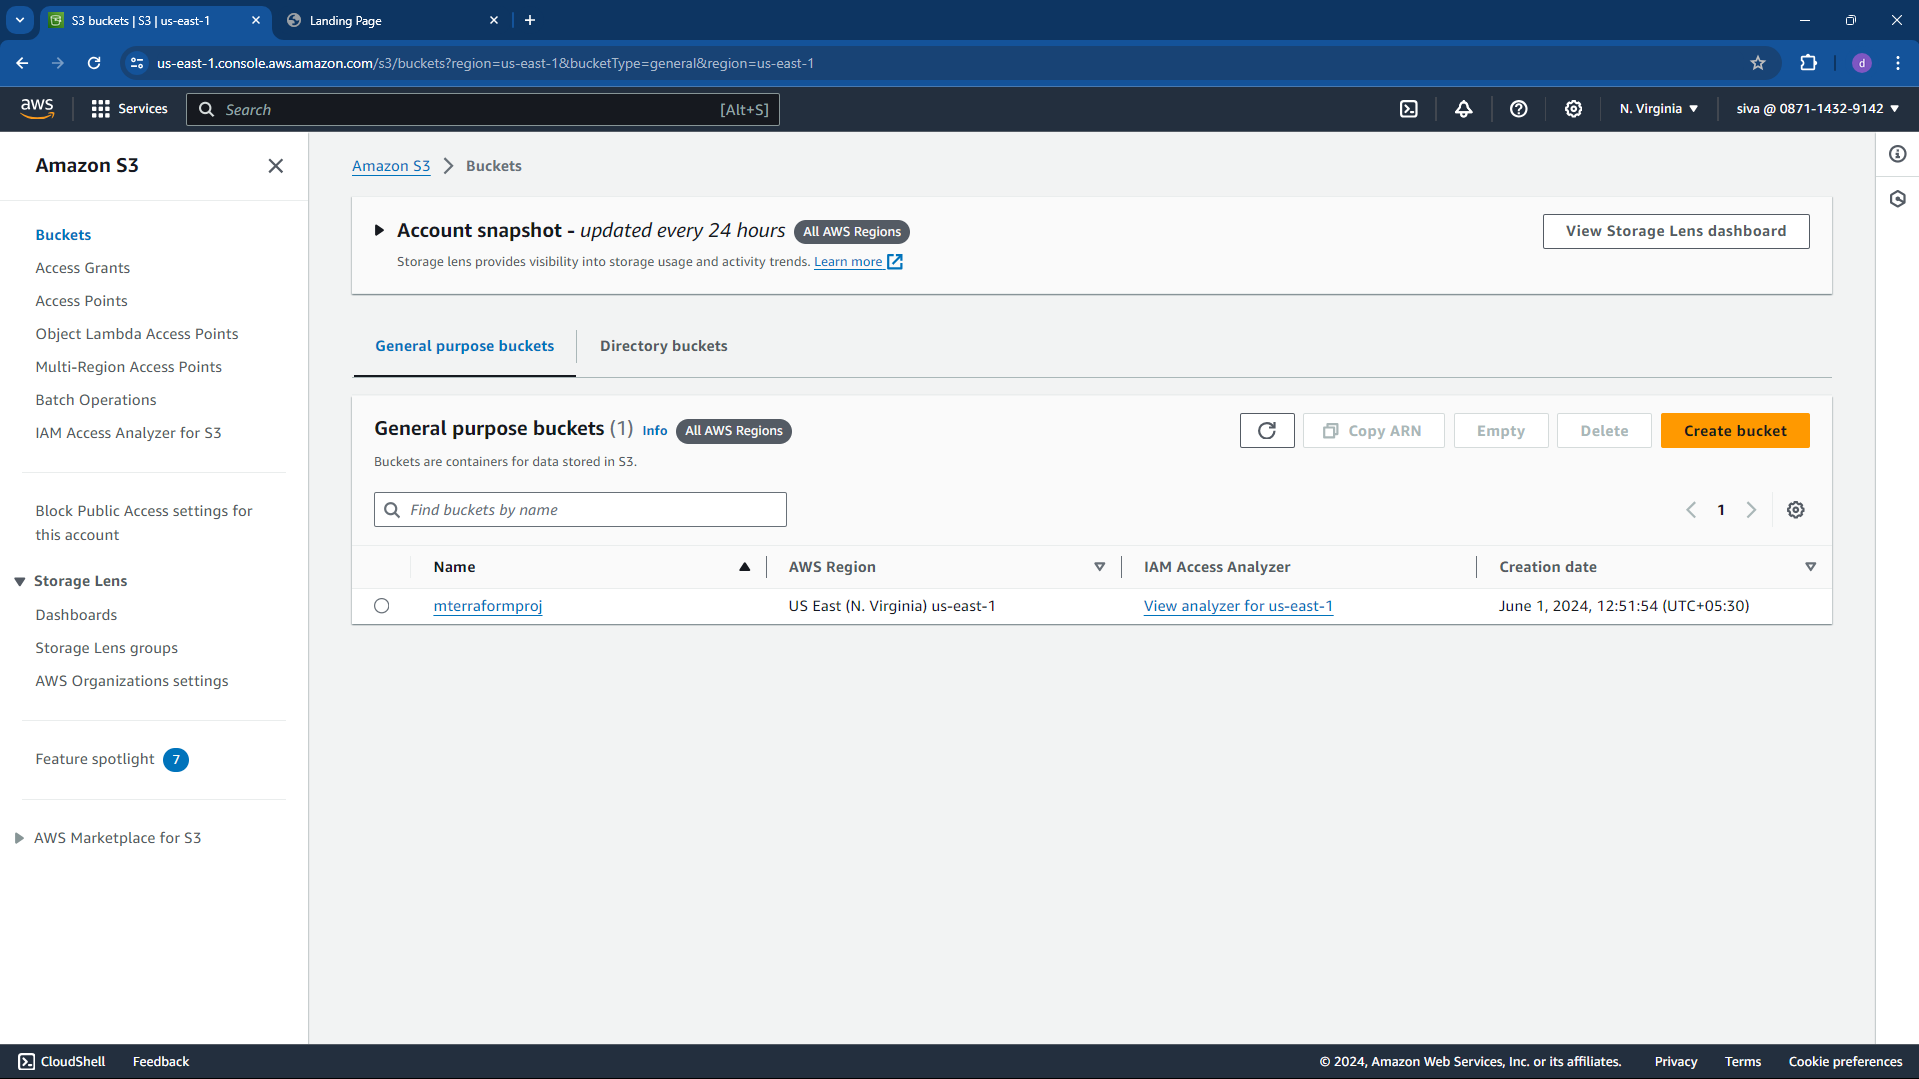 S3 buckets | S3 | us-east-1
Landing Page
us-east-1.console.aws.amazon.com/s3/buckets?region=us-east-1&bucketType=general&region=us-east-1
d
aws
Services
Search
[Alt+S]
N. Virginia
siva @ 0871-1432-9142
Amazon S3
Buckets
Access Grants
Access Points
Object Lambda Access Points
Multi-Region Access Points
Batch Operations
IAM Access Analyzer for S3
Block Public Access settings for
this account
Storage Lens
Dashboards
Storage Lens groups
AWS Organizations settings
Feature spotlight 7
AWS Marketplace for S3
Amazon S3 > Buckets
Account snapshot - updated every 24 hours All AWS Regions
Storage lens provides visibility into storage usage and activity trends. Learn more
View Storage Lens dashboard
General purpose buckets
Directory buckets
General purpose buckets (1) Info All AWS Regions
Buckets are containers for data stored in S3.
Copy ARN
Empty
Delete
Create bucket
Find buckets by name
1
Name
AWS Region
IAM Access Analyzer
Creation date
mterraformproj
US East (N. Virginia) us-east-1
View analyzer for us-east-1
June 1, 2024, 12:51:54 (UTC+05:30)
CloudShell
Feedback
© 2024, Amazon Web Services, Inc. or its affiliates.
Privacy
Terms
Cookie preferences